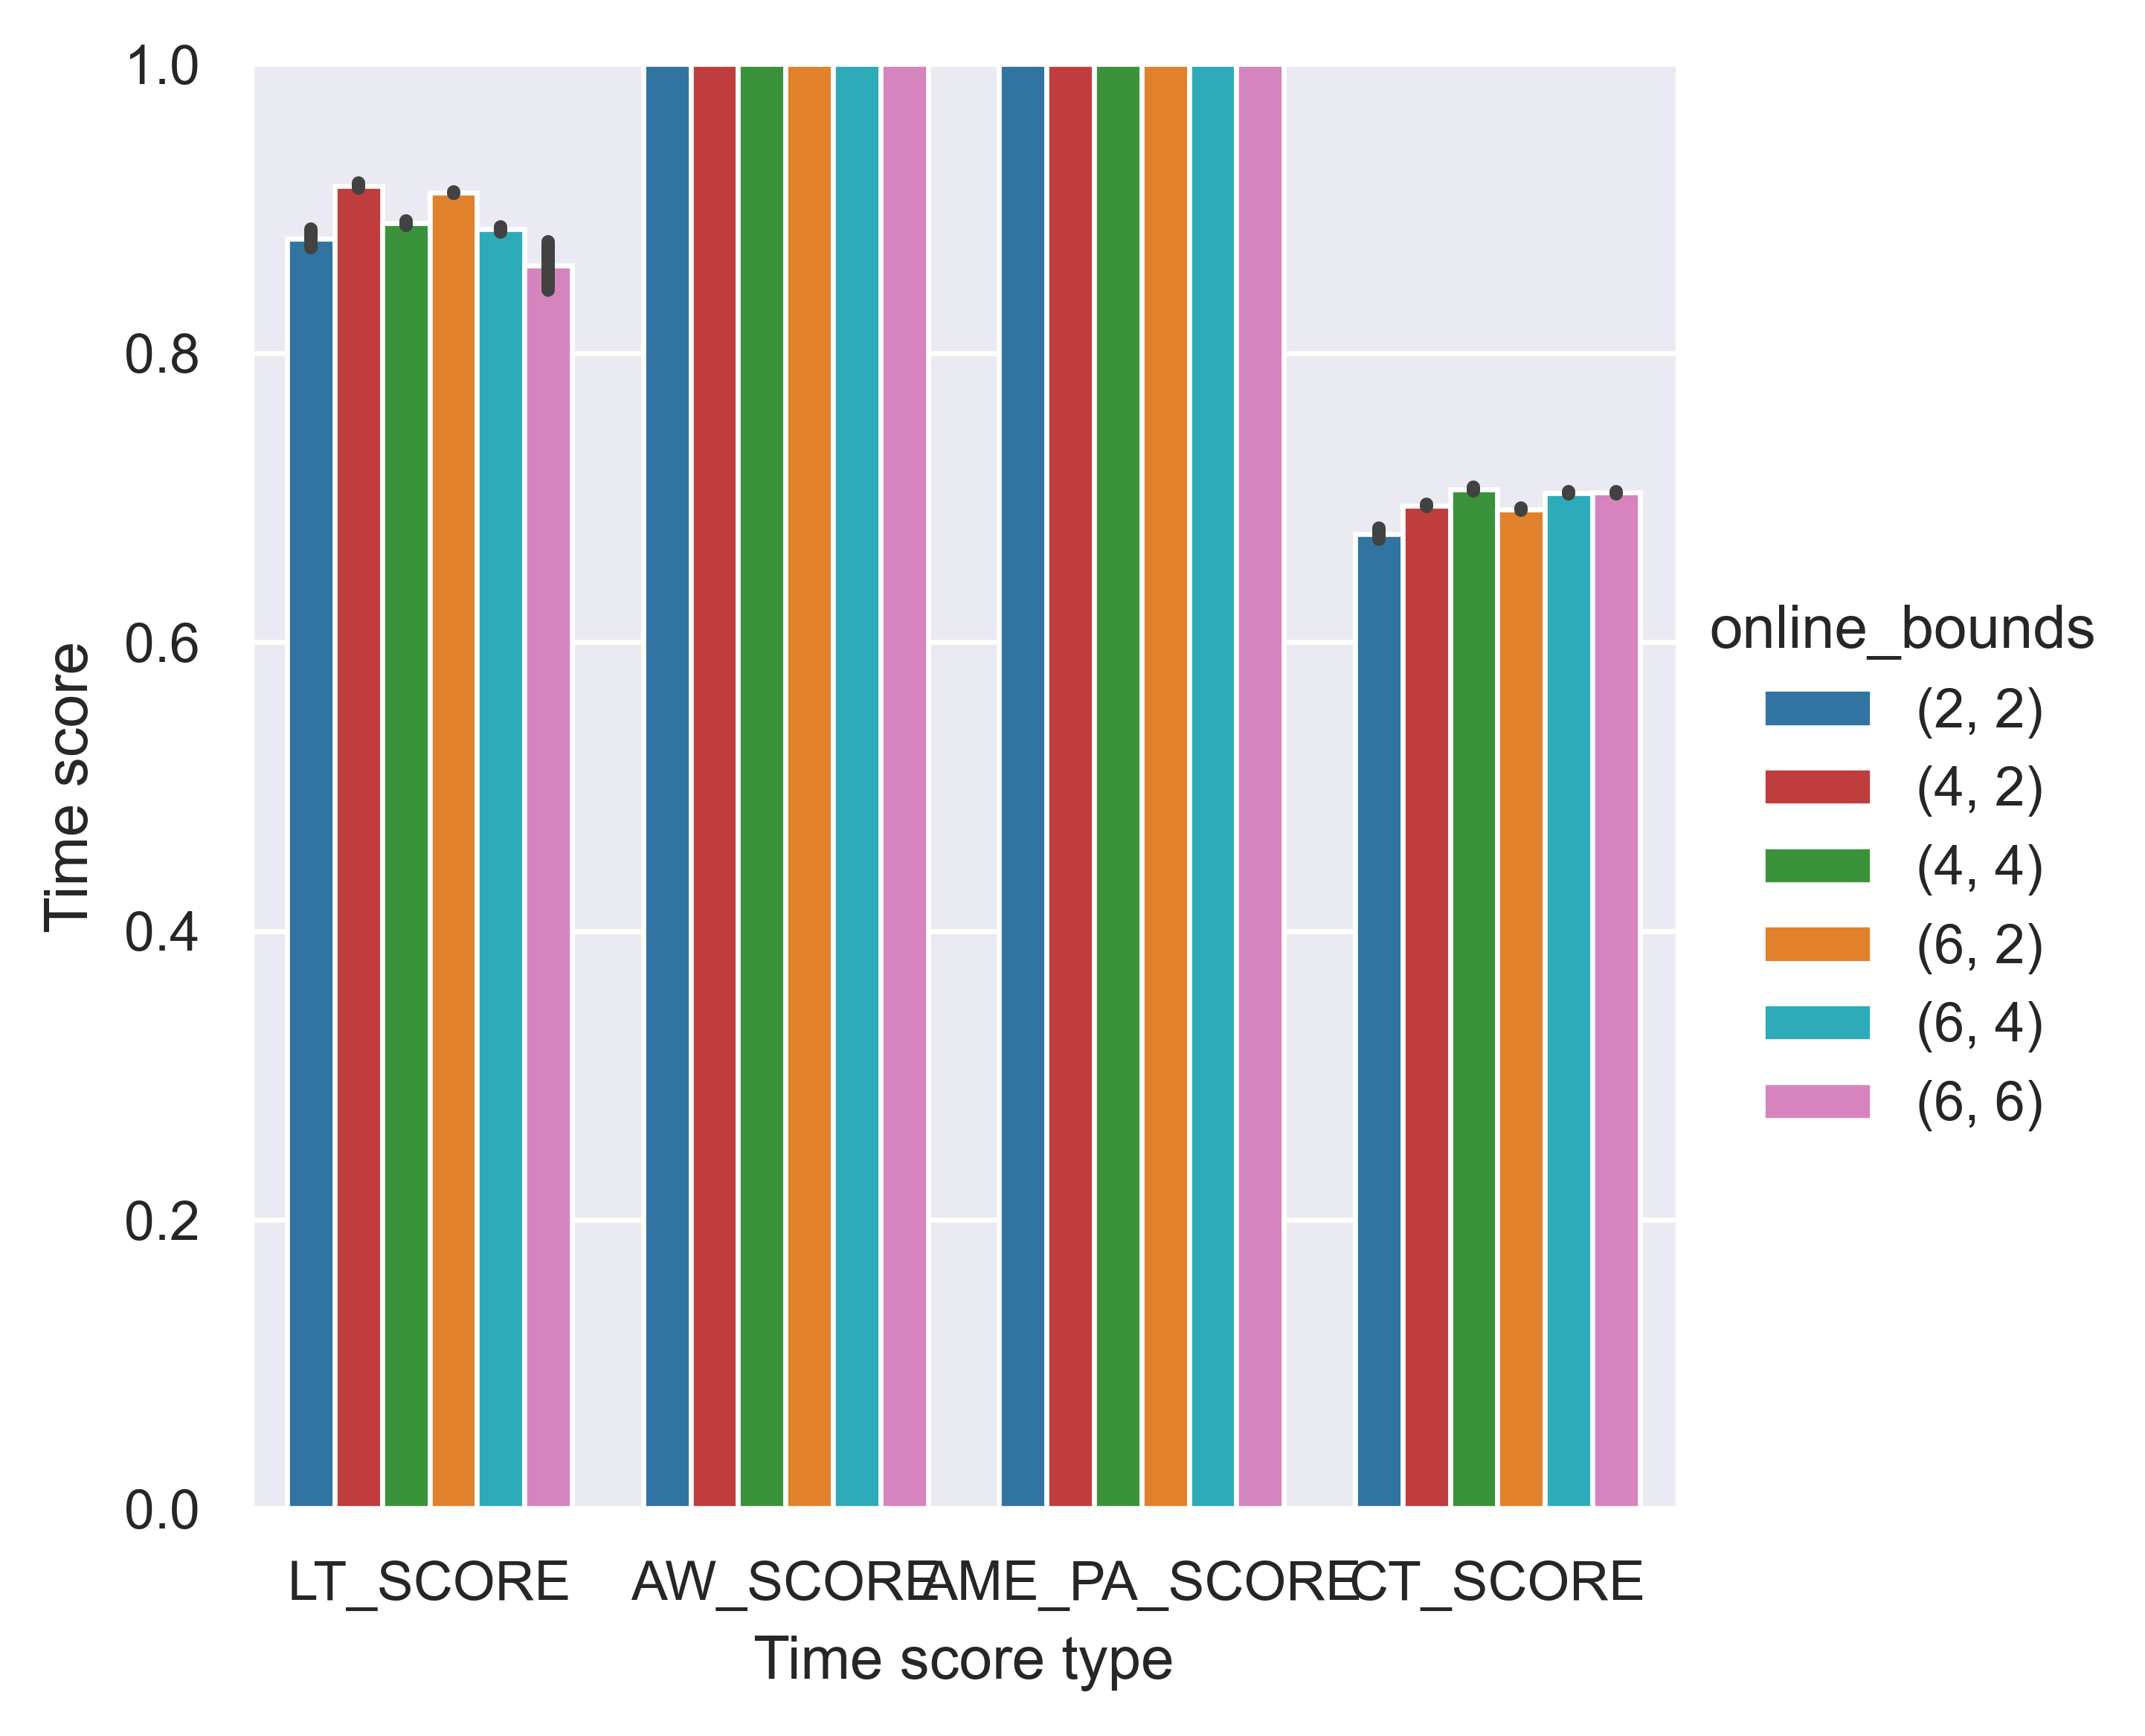 1.0
0.8
0.6
0.4
0.2
0.0
Time score
LT_SCORE
AW_SCORE
AME_PA_SCORE
CT_SCORE
Time score type
online_bounds
(2, 2)
(4, 2)
(4, 4)
(6, 2)
(6, 4)
(6, 6)